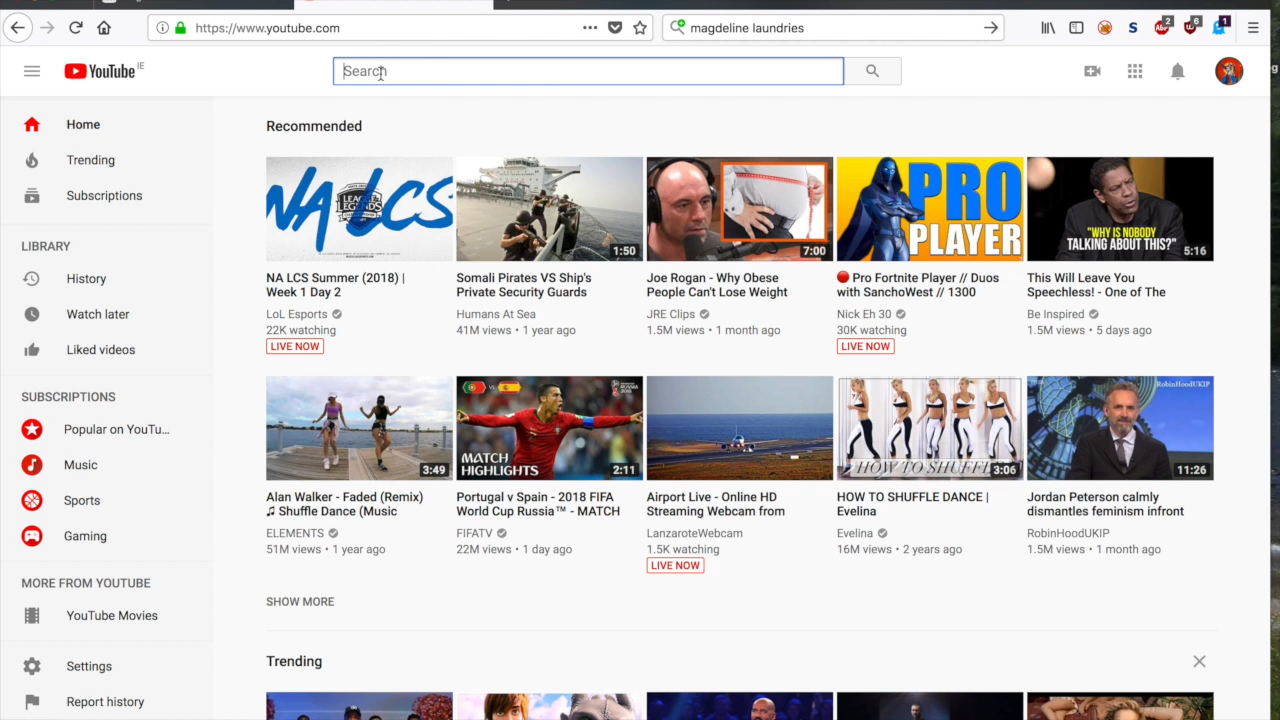 https://www.youtube.com
magdeline laundries
S
ABP
2
6
1
YouTube IE
Search
Home
Trending
Subscriptions
LIBRARY
History
Watch later
Liked videos
SUBSCRIPTIONS
Popular on YouTu...
Music
Sports
Gaming
MORE FROM YOUTUBE
YouTube Movies
Settings
Report history
Recommended
NA LCS
LEAGUE LEGENDS
NA LCS Summer (2018) |
Week 1 Day 2
LoL Esports
22K watching
LIVE NOW
1:50
Somali Pirates VS Ship's
Private Security Guards
Humans At Sea
41M views • 1 year ago
7:00
Joe Rogan - Why Obese
People Can't Lose Weight
JRE Clips
1.5M views • 1 month ago
PRO
PLAYER
Pro Fortnite Player // Duos
with SanchoWest // 1300
Nick Eh 30
30K watching
LIVE NOW
"WHY IS NOBODY
TALKING ABOUT THIS?"
5:16
This Will Leave You
Speechless! - One of The
Be Inspired
1.5M views • 5 days ago
3:49
Alan Walker - Faded (Remix)
♫ Shuffle Dance (Music
ELEMENTS
51M views • 1 year ago
VS
MATCH
HIGHLIGHTS
2:11
Portugal v Spain - 2018 FIFA
World Cup Russia™ - MATCH
FIFATV
22M views • 1 day ago
Airport Live - Online HD
Streaming Webcam from
LanzaroteWebcam
1.5K watching
LIVE NOW
HOW TO SHUFFLE
3:06
HOW TO SHUFFLE DANCE |
Evelina
Evelina
16M views • 2 years ago
RobinHoodUKIP
11:26
Jordan Peterson calmly
dismantles feminism infront
RobinHoodUKIP
1.5M views • 1 month ago
SHOW MORE
Trending